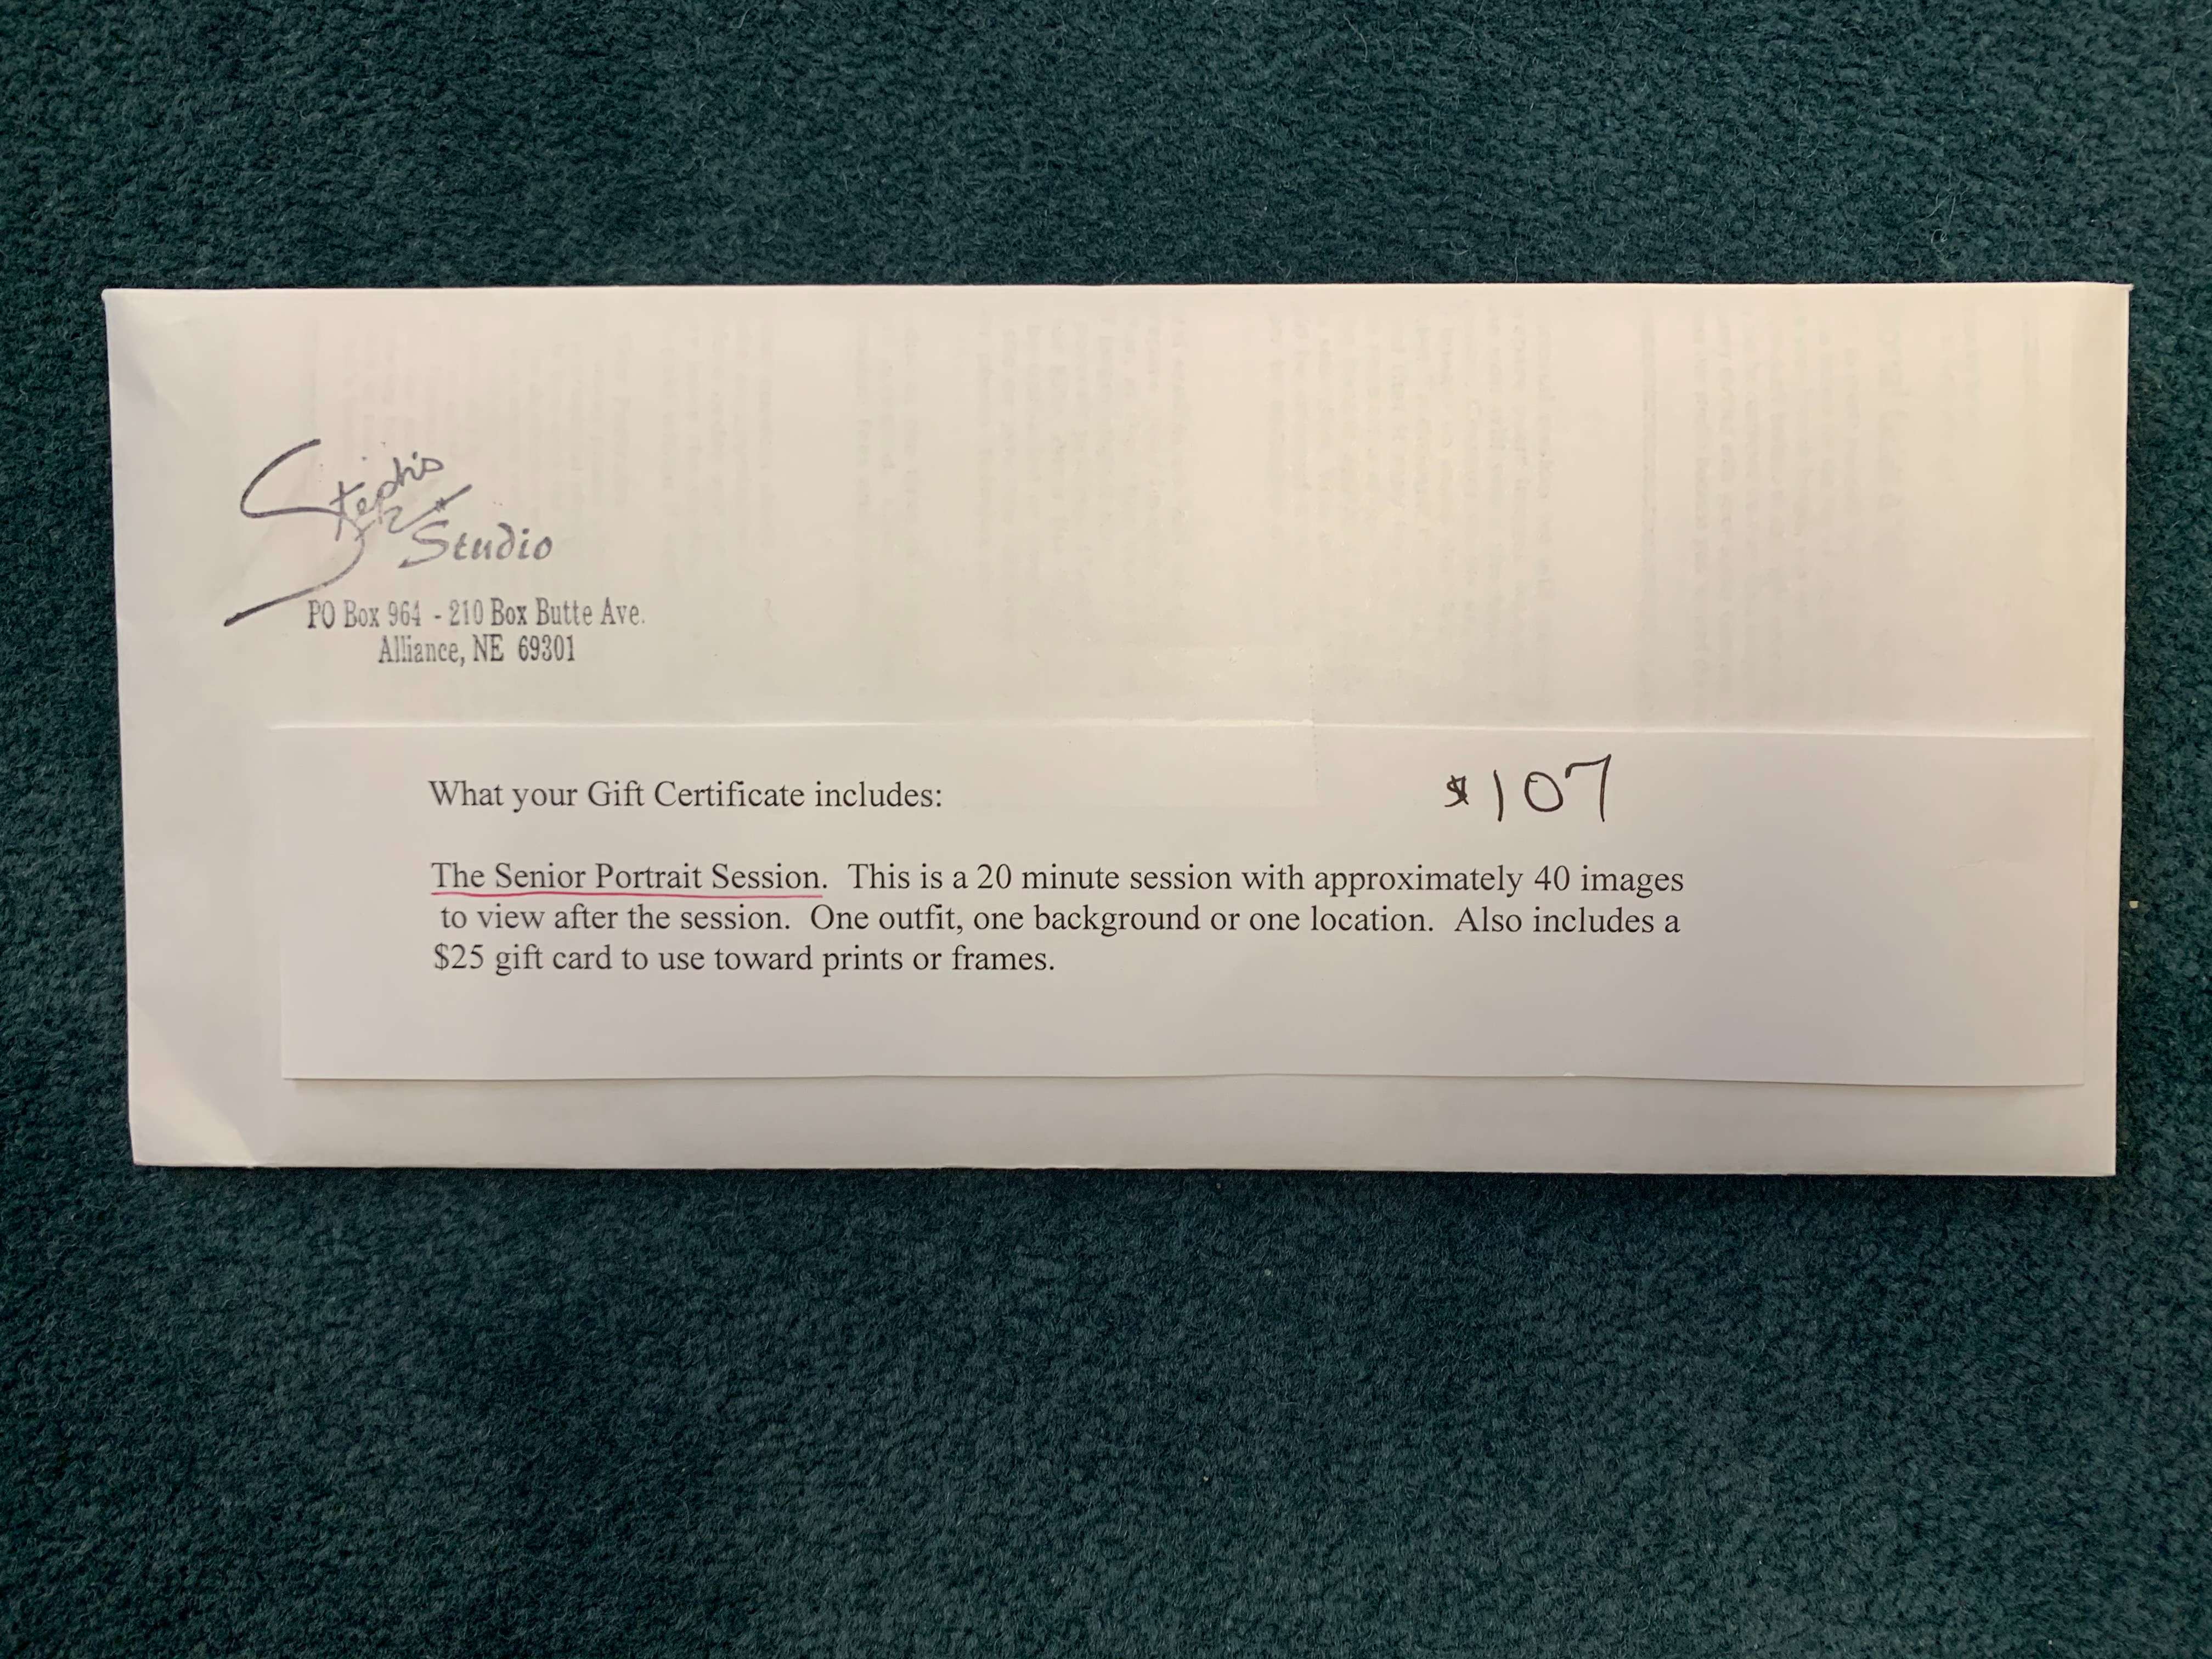 Steph's
Studio
PO Box 964 - 210 Box Butte Ave.
Alliance, NE 69301
What your Gift Certificate includes:
$107
The Senior Portrait Session. This is a 20 minute session with approximately 40 images
to view after the session. One outfit, one background or one location. Also includes a
$25 gift card to use toward prints or frames.